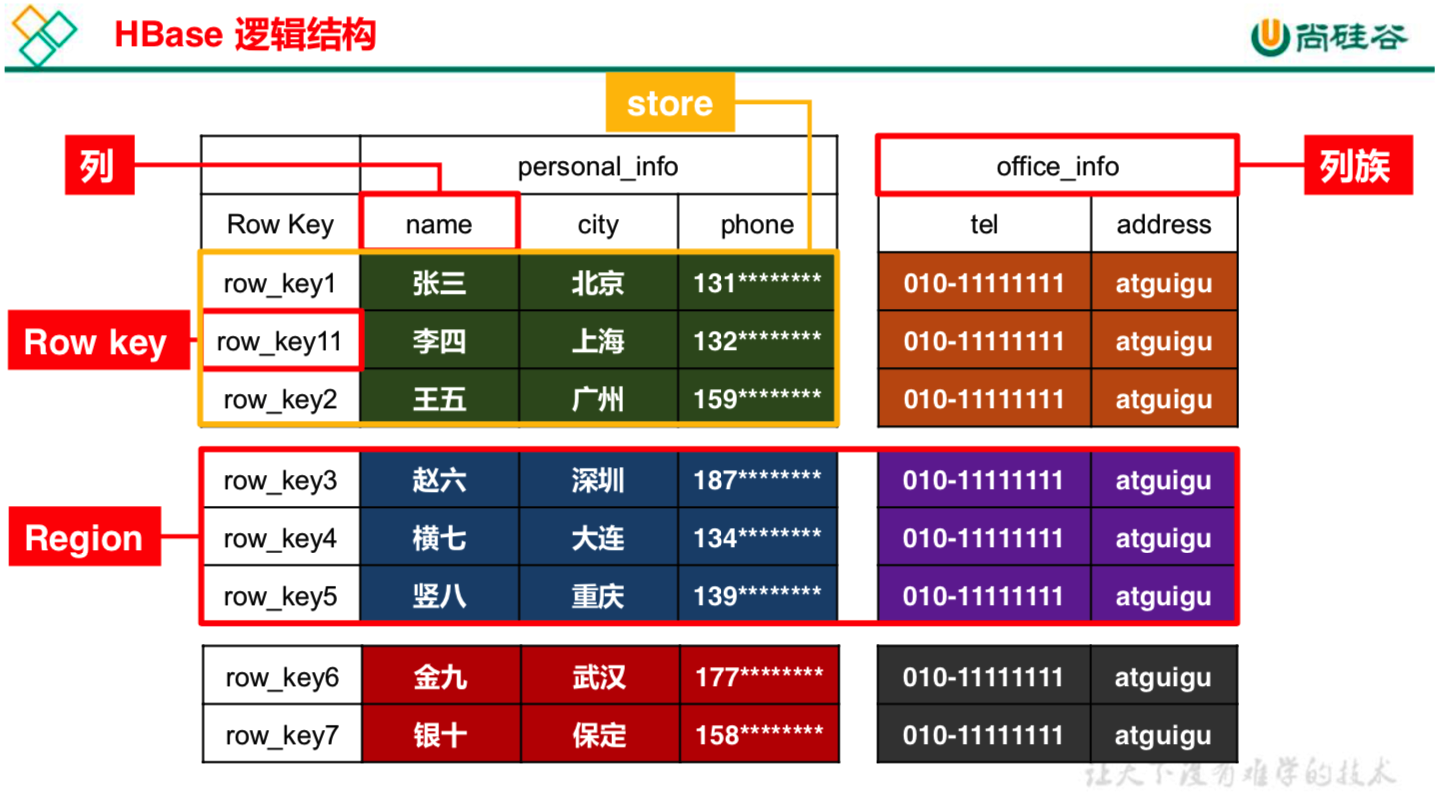 HBase 逻辑结构
尚硅谷
store
列
personal_info
office_info
列族
Row Key name city phone tel address
row_key1 张三 北京 131******** 010-11111111 atguigu
Row key
row_key11 李四 上海 132******** 010-11111111 atguigu
row_key2 王五 广州 159******** 010-11111111 atguigu
row_key3 赵六 深圳 187******** 010-11111111 atguigu
Region
row_key4 横七 大连 134******** 010-11111111 atguigu
row_key5 竖八 重庆 139******** 010-11111111 atguigu
row_key6 金九 武汉 177******** 010-11111111 atguigu
row_key7 银十 保定 158******** 010-11111111 atguigu
让天下没有难学的技术